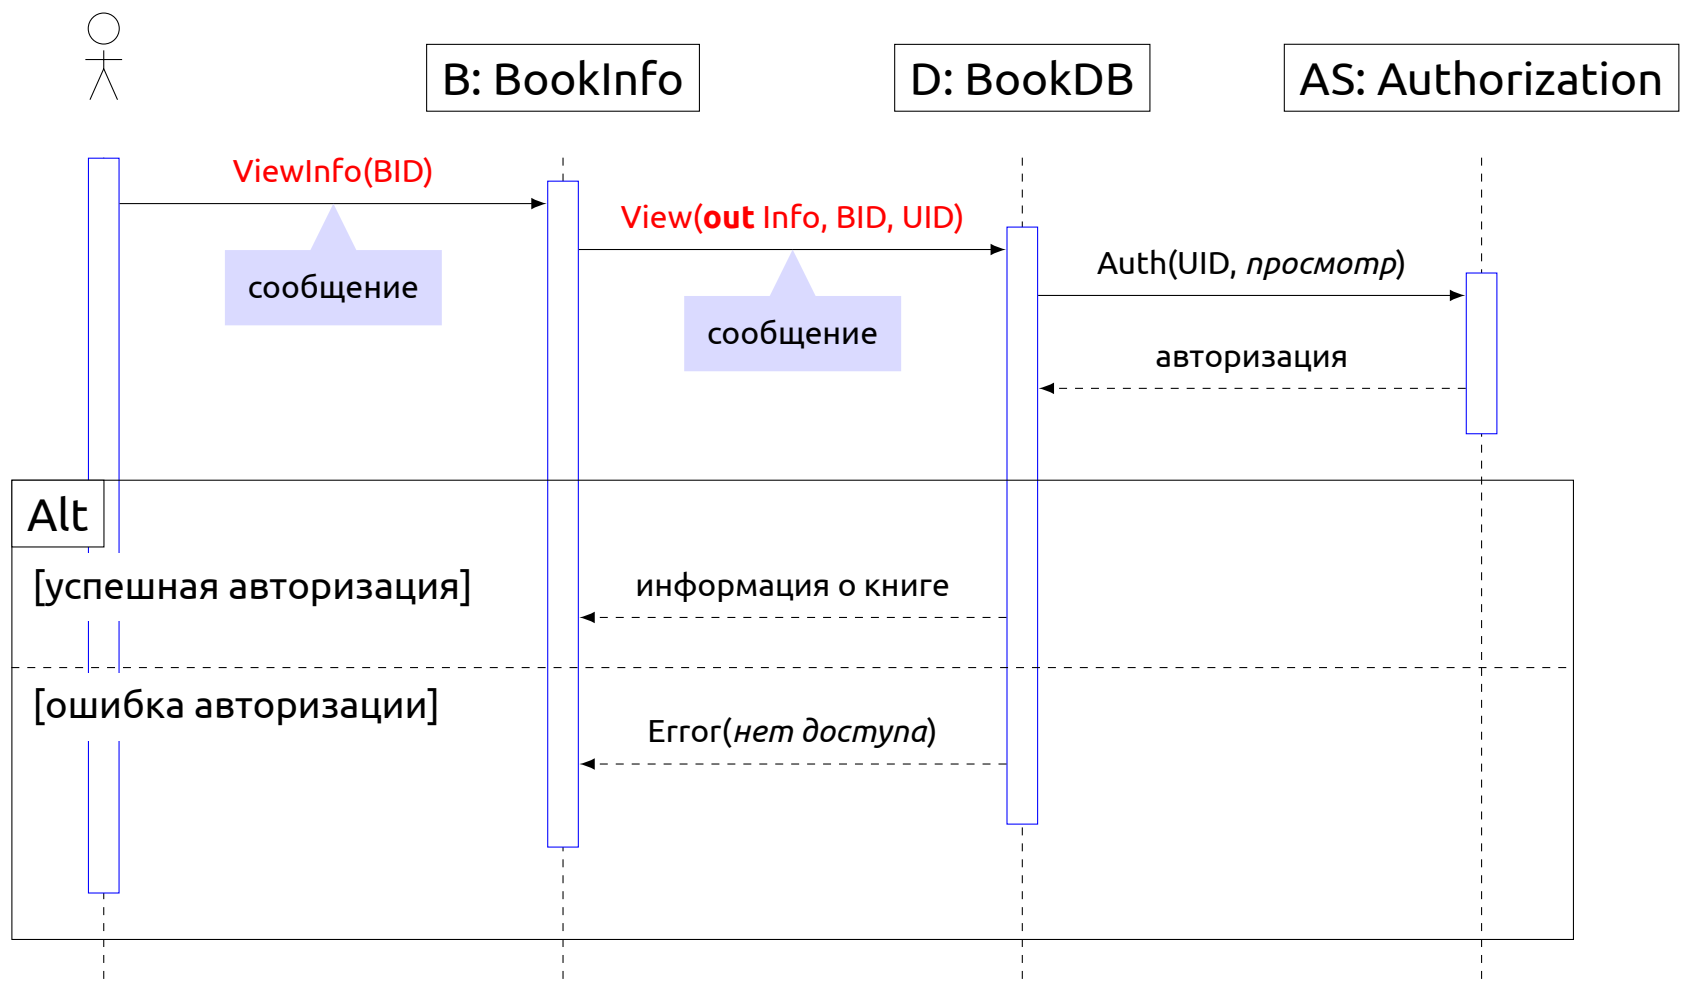 B: BookInfo
D: BookDB
AS: Authorization
ViewInfo(BID)
View(out Info, BID, UID)
Auth(UID, просмотр)
сообщение
сообщение
авторизация
Alt
[успешная авторизация]
информация о книге
[ошибка авторизации]
Error(нет доступа)